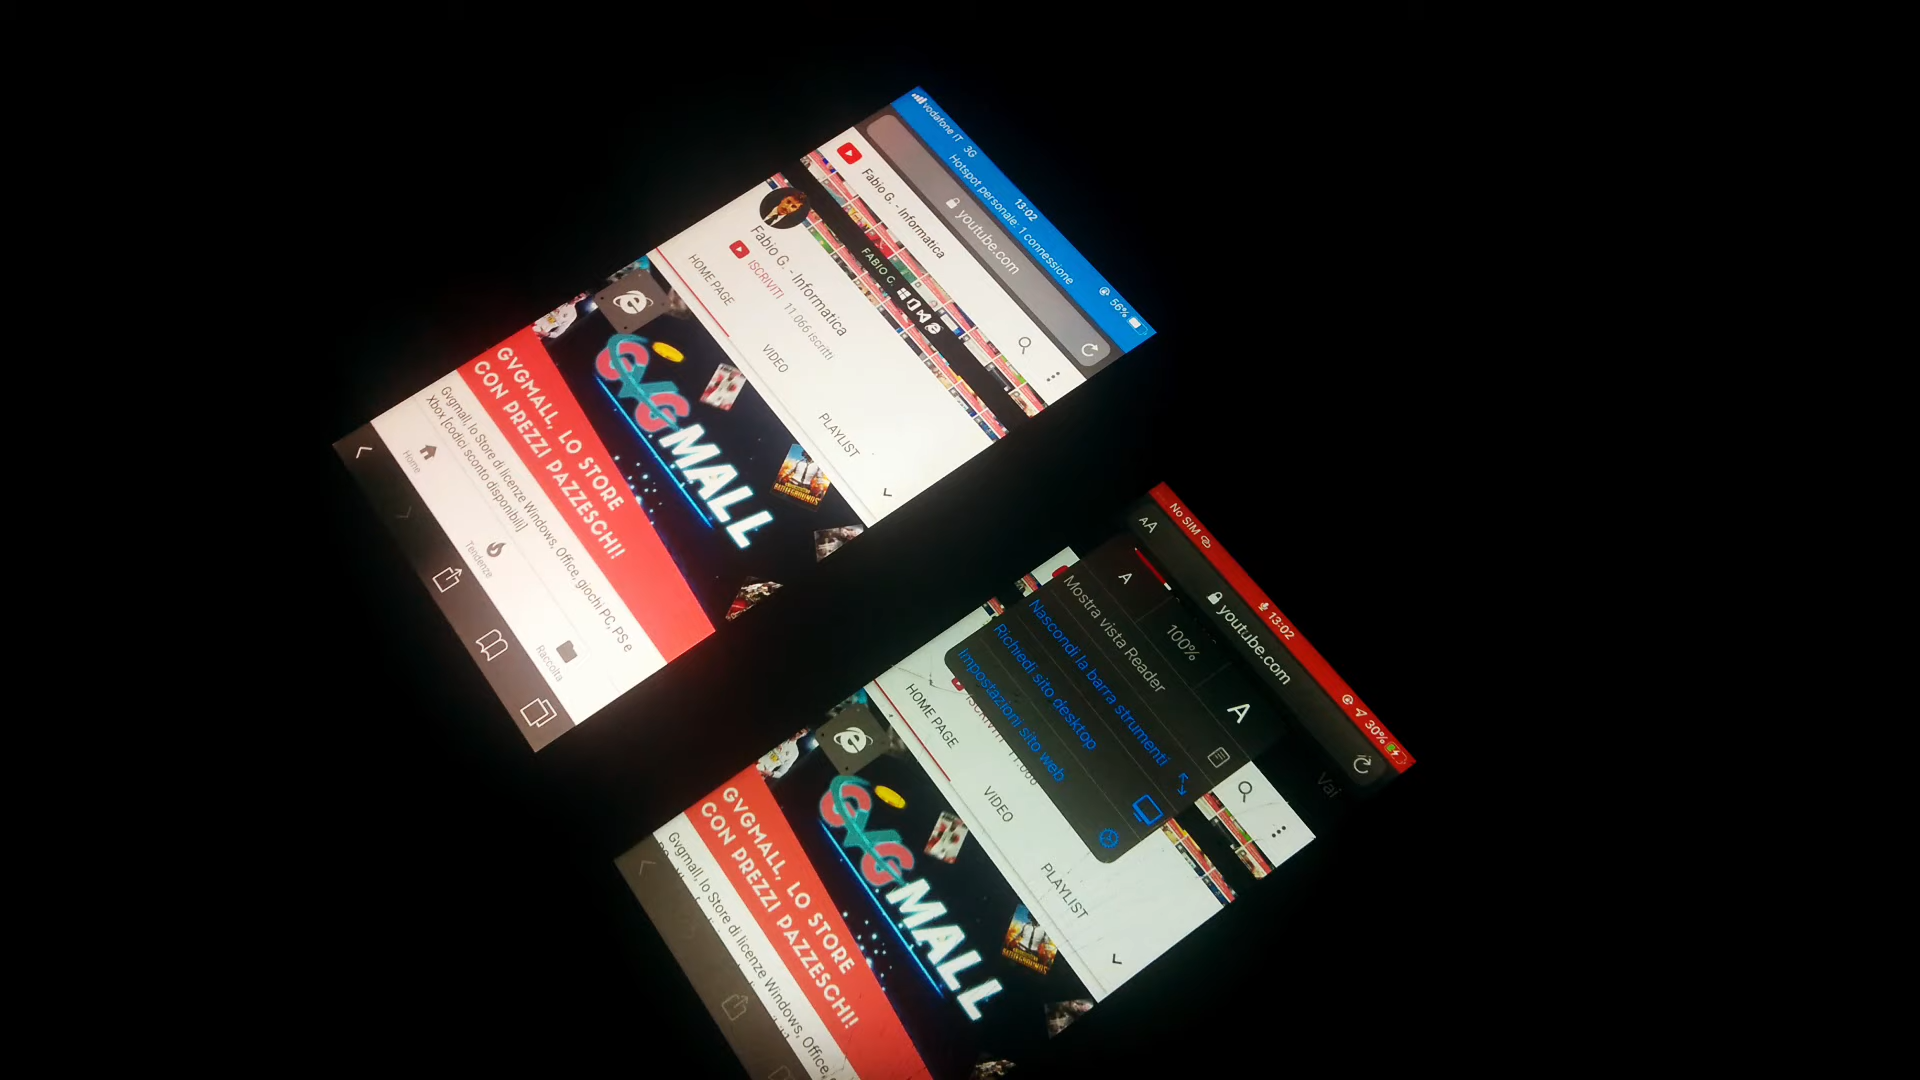 vodafone IT 3G
13:02
56%
Hotspot personale: 1 connessione
youtube.com
Fabio G. - Informatica
FABIO G.
Fabio G. - Informatica
ISCRIVITI 11.066 iscritti
HOME PAGE
VIDEO
PLAYLIST
GVGMALL
BATTLEGROUNDS
GVGMALL, LO STORE
CON PREZZI PAZZESCHI!
Gvgmall, lo Store di licenze Windows, Office, giochi PC, PS e
Xbox [codici sconto disponibili]
Home
Tendenze
Raccolta
No SIM
13:02
30%
AA
youtube.com
Vai
A
100%
A
Mostra vista Reader
Nascondi la barra strumenti
Richiedi sito desktop
Impostazioni sito web
HOME PAGE
VIDEO
PLAYLIST
GVGMALL
BATTLEGROUNDS
GVGMALL, LO STORE
CON PREZZI PAZZESCHI!
Gvgmall, lo Store di licenze Windows, Office,